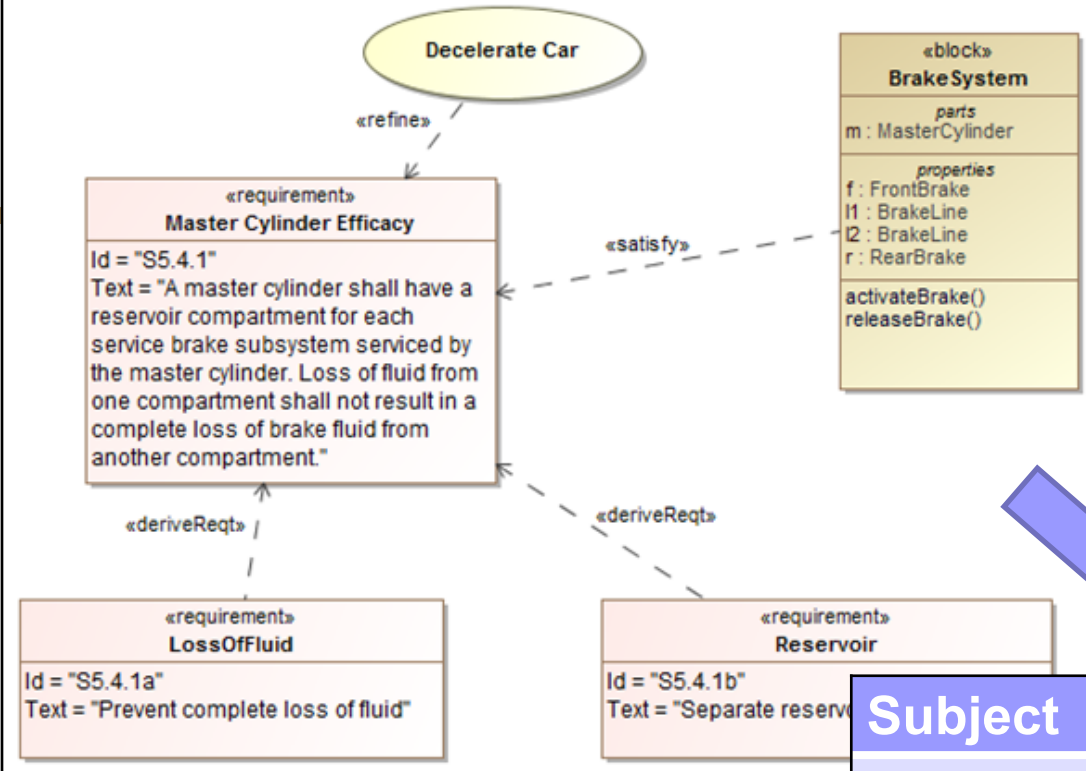 Decelerate Car
«refine»
«block»
BrakeSystem
parts
m : MasterCylinder
properties
f : FrontBrake
l1 : BrakeLine
l2 : BrakeLine
r : RearBrake
activateBrake()
releaseBrake()
«satisfy»
«requirement»
Master Cylinder Efficacy
Id = "S5.4.1"
Text = "A master cylinder shall have a
reservoir compartment for each
service brake subsystem serviced by
the master cylinder. Loss of fluid from
one compartment shall not result in a
complete loss of brake fluid from
another compartment."
«deriveReqt»
«deriveReqt»
«requirement»
LossOfFluid
Id = "S5.4.1a"
Text = "Prevent complete loss of fluid"
«requirement»
Reservoir
Id = "S5.4.1b"
Text = "Separate
Subject